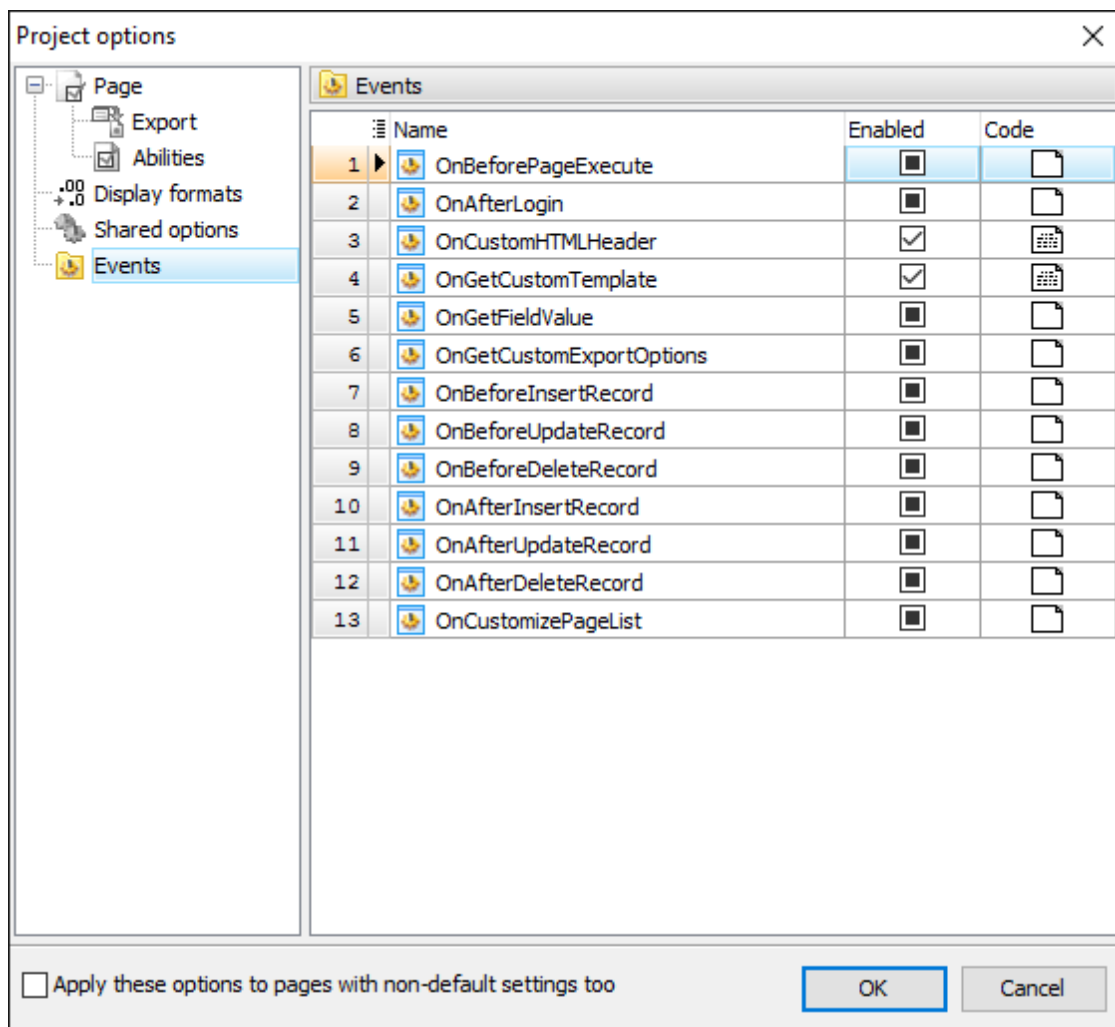 Project options
Page
Export
Abilities
Display formats
Shared options
Events
Events
Name Enabled Code
1 OnBeforePageExecute
2 OnAfterLogin
3 OnCustomHTMLHeader
4 OnGetCustomTemplate
5 OnGetFieldValue
6 OnGetCustomExportOptions
7 OnBeforeInsertRecord
8 OnBeforeUpdateRecord
9 OnBeforeDeleteRecord
10 OnAfterInsertRecord
11 OnAfterUpdateRecord
12 OnAfterDeleteRecord
13 OnCustomizePageList
Apply these options to pages with non-default settings too
OK Cancel